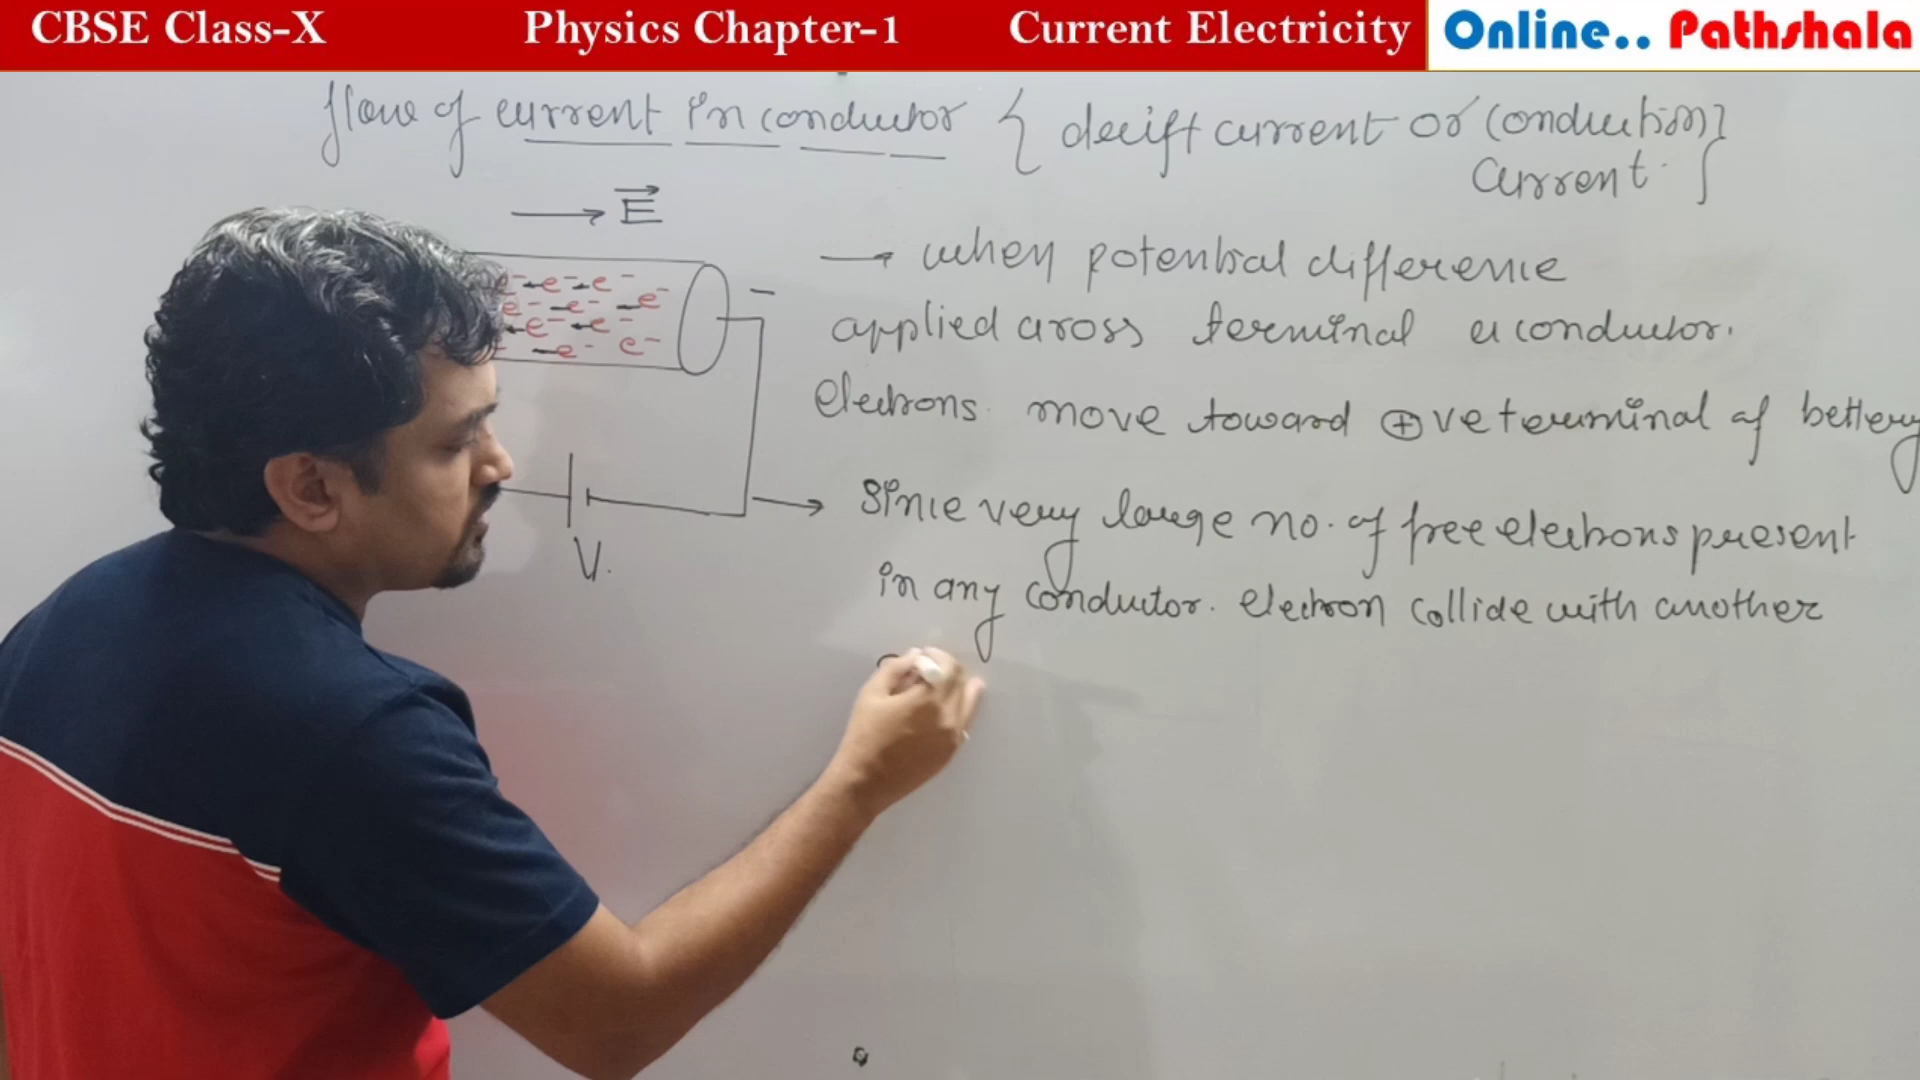 CBSE Class-X Physics Chapter-1 Current Electricity Online.. Pathshala
flow of current in conductor { drift current or conduction
current. }
→ E
→ when potential difference
applied aross terminal a conductor.
electrons move toward ⊕ve terminal of bettery
→ Since very large no. of free electrons present
in any conductor. electron collide with another
e⁻ e⁻ e⁻ e⁻
e⁻ e⁻ e⁻
e⁻ e⁻
e⁻ e⁻
−
V.